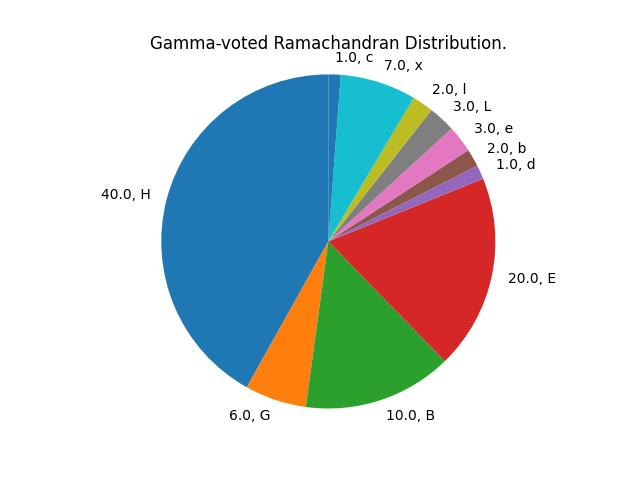 Gamma-voted Ramachandran Distribution.
1.0, c
7.0, x
2.0, l
3.0, L
3.0, e
2.0, b
1.0, d
40.0, H
20.0, E
6.0, G
10.0, B